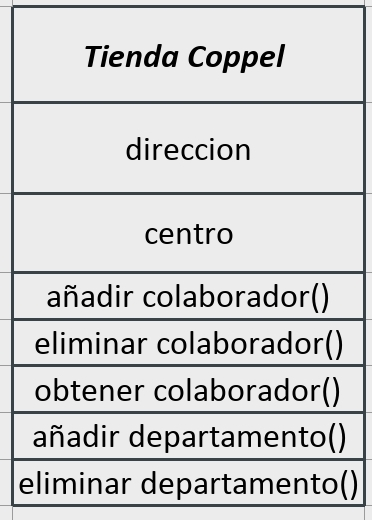 Tienda Coppel
direccion
centro
añadir colaborador()
eliminar colaborador()
obtener colaborador()
añadir departamento()
eliminar departamento()